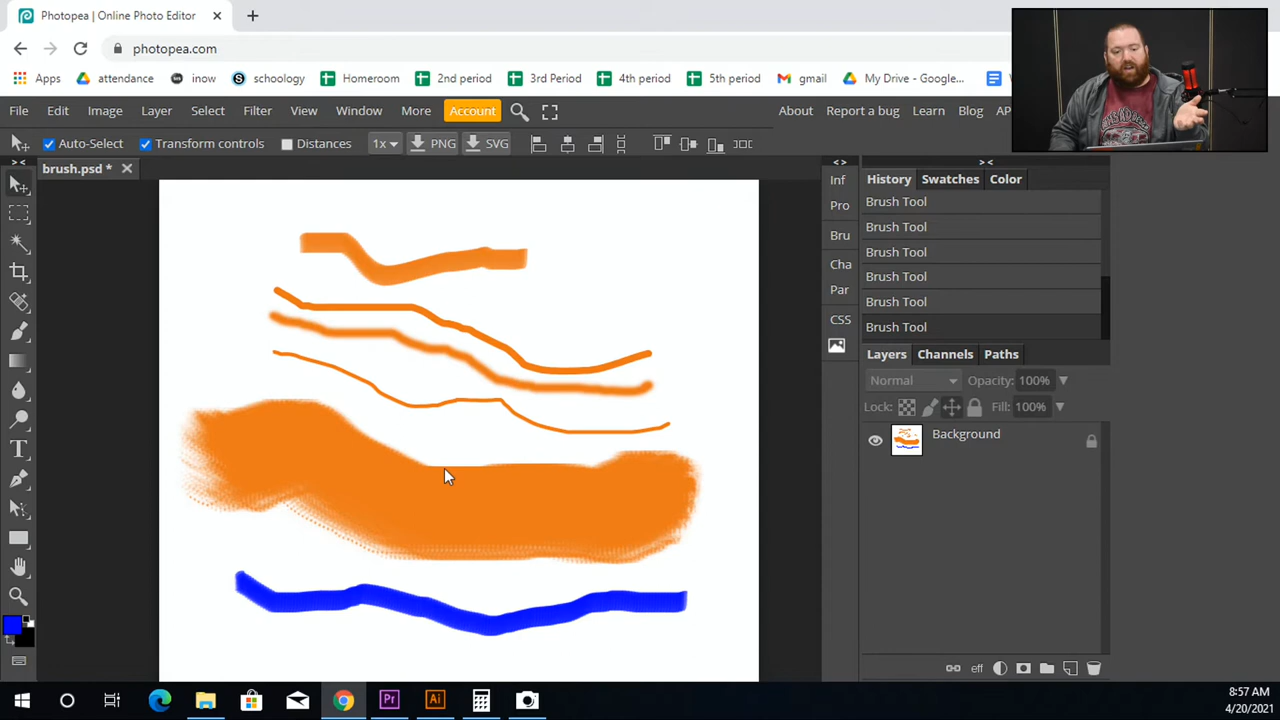 Photopea | Online Photo Editor
photopea.com
Apps attendance inow schoology Homeroom 2nd period 3rd Period 4th period 5th period gmail My Drive - Google...
File Edit Image Layer Select Filter View Window More Account About Report a bug Learn Blog
Auto-Select Transform controls Distances 1x PNG SVG
brush.psd *
Inf
Pro
Bru
Cha
Par
CSS
History Swatches Color
Brush Tool
Brush Tool
Brush Tool
Brush Tool
Brush Tool
Brush Tool
Layers Channels Paths
Normal Opacity: 100%
Lock: Fill: 100%
Background
eff
Pr Ai
8:57 AM
4/20/2021